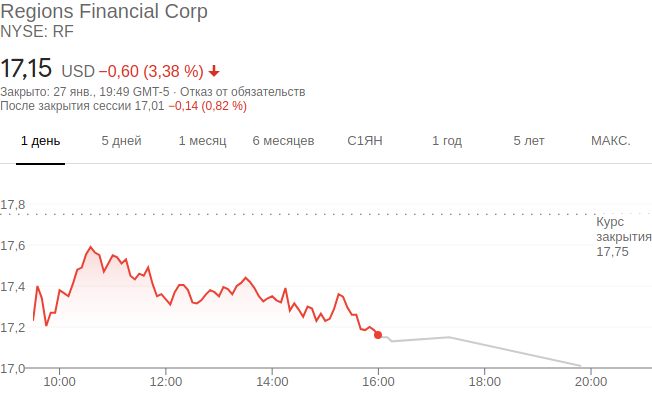 Regions Financial Corp
NYSE: RF
17,15 USD −0,60 (3,38 %)
Закрыто: 27 янв., 19:49 GMT-5 · Отказ от обязательств
После закрытия сессии 17,01 −0,14 (0,82 %)
1 день 5 дней 1 месяц 6 месяцев С1ЯН 1 год 5 лет МАКС.
17,8
Курс
закрытия
17,75
17,6
17,4
17,2
17,0
10:00 12:00 14:00 16:00 18:00 20:00